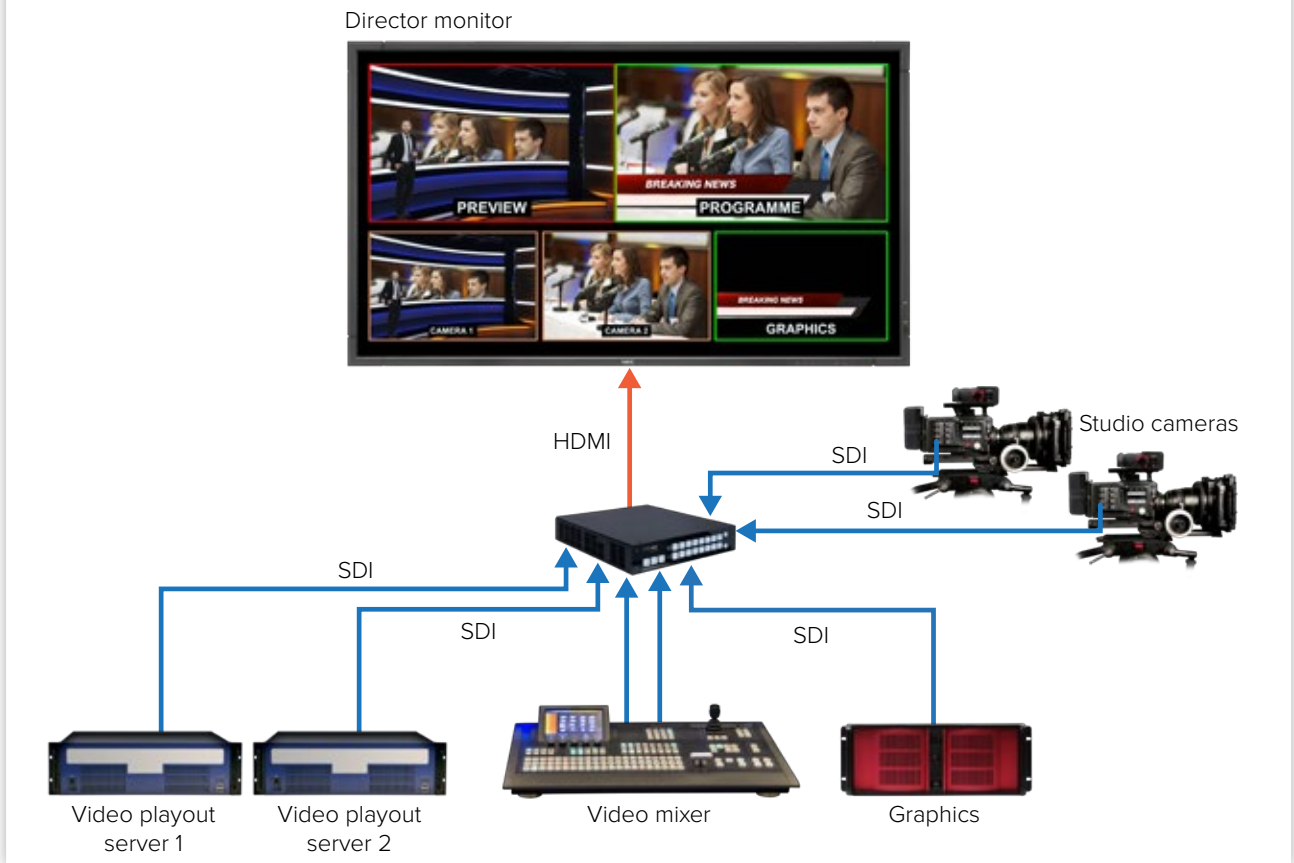 Director monitor
BREAKING NEWS
PREVIEW
PROGRAMME
BREAKING NEWS
CAMERA 1
CAMERA 2
GRAPHICS
HDMI
Studio cameras
SDI
SDI
SDI
SDI
SDI
Video playout
server 1
Video playout
server 2
Video mixer
Graphics